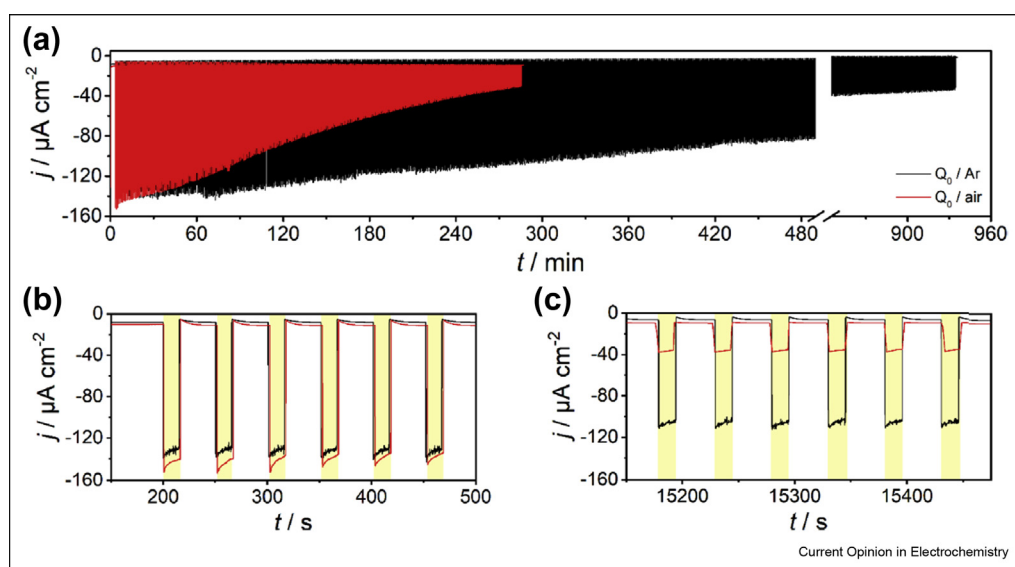 (a)
0
-40
-80
-120
-160
j / µA cm⁻²
Q₀ / Ar
Q₀ / air
0 60 120 180 240 300 360 420 480 900 960
t / min
(b)
0
-40
-80
-120
-160
j / µA cm⁻²
200 300 400 500
t / s
(c)
0
-40
-80
-120
-160
j / µA cm⁻²
15200 15300 15400
t / s
Current Opinion in Electrochemistry